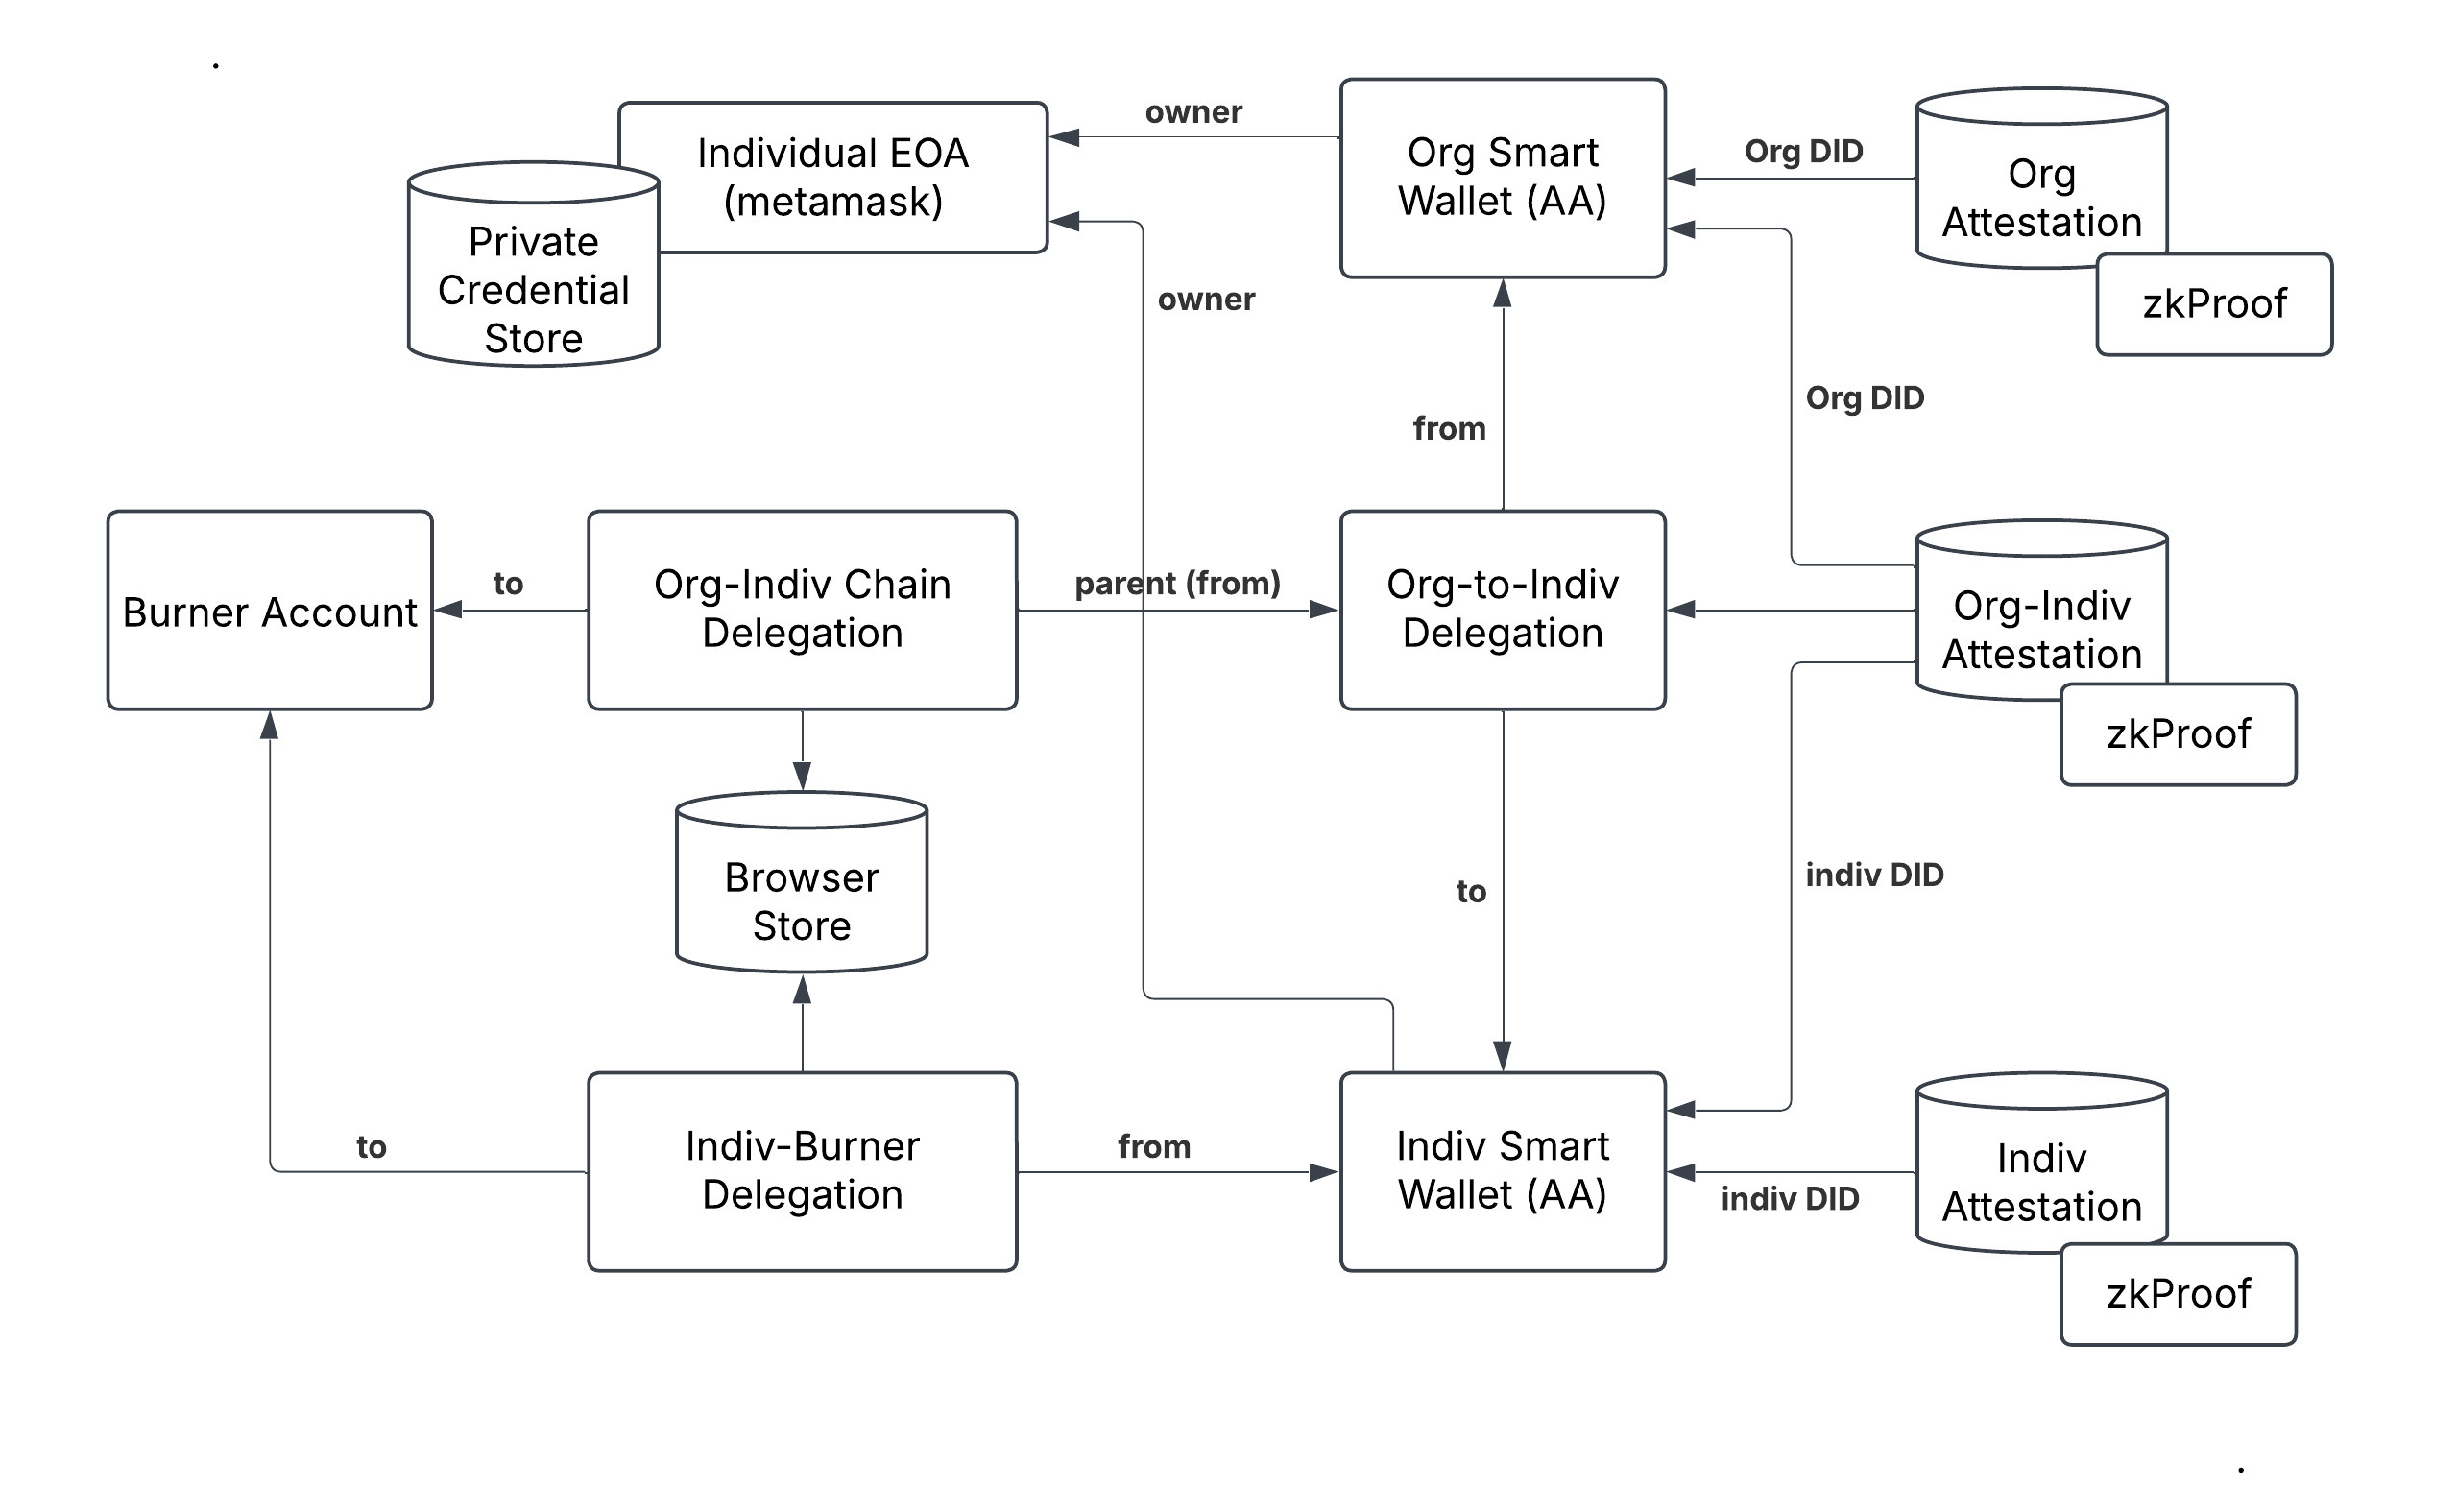 owner
Individual EOA
(metamask)
Org Smart
Wallet (AA)
Org DID
Org
Attestation
Private
Credential
Store
owner
zkProof
Org DID
from
Burner Account
to
Org-Indiv Chain
Delegation
parent (from)
Org-to-Indiv
Delegation
Org-Indiv
Attestation
zkProof
Browser
Store
to
indiv DID
to
Indiv-Burner
Delegation
from
Indiv Smart
Wallet (AA)
indiv DID
Indiv
Attestation
zkProof